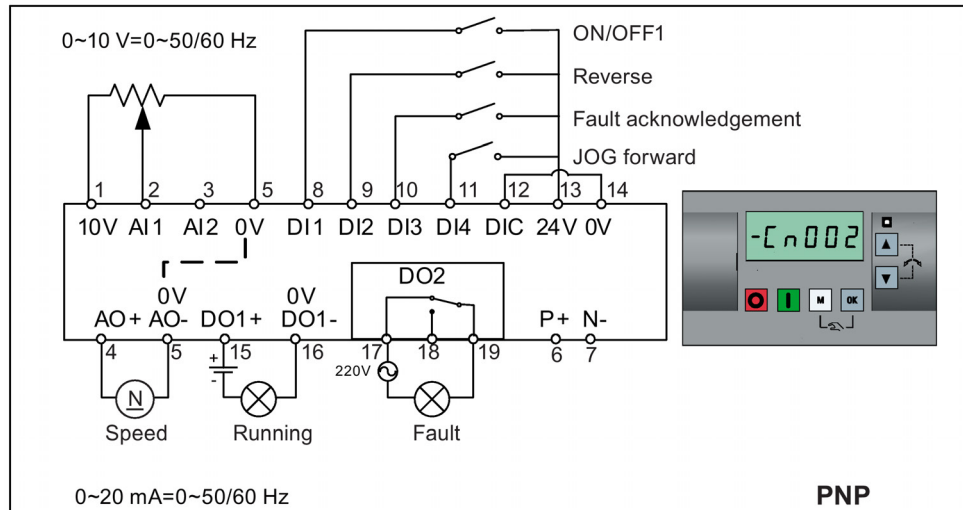 0~10 V=0~50/60 Hz
ON/OFF1
Reverse
Fault acknowledgement
JOG forward
1 2 3 5 8 9 10 11 12 13 14
10V AI1 AI2 0V DI1 DI2 DI3 DI4 DIC 24V 0V
-Cn002
DO2
0V 0V
AO+ AO- DO1+ DO1- P+ N-
4 5 15 16 17 18 19 6 7
+
-
220V
M OK
N
Speed Running Fault
0~20 mA=0~50/60 Hz
PNP